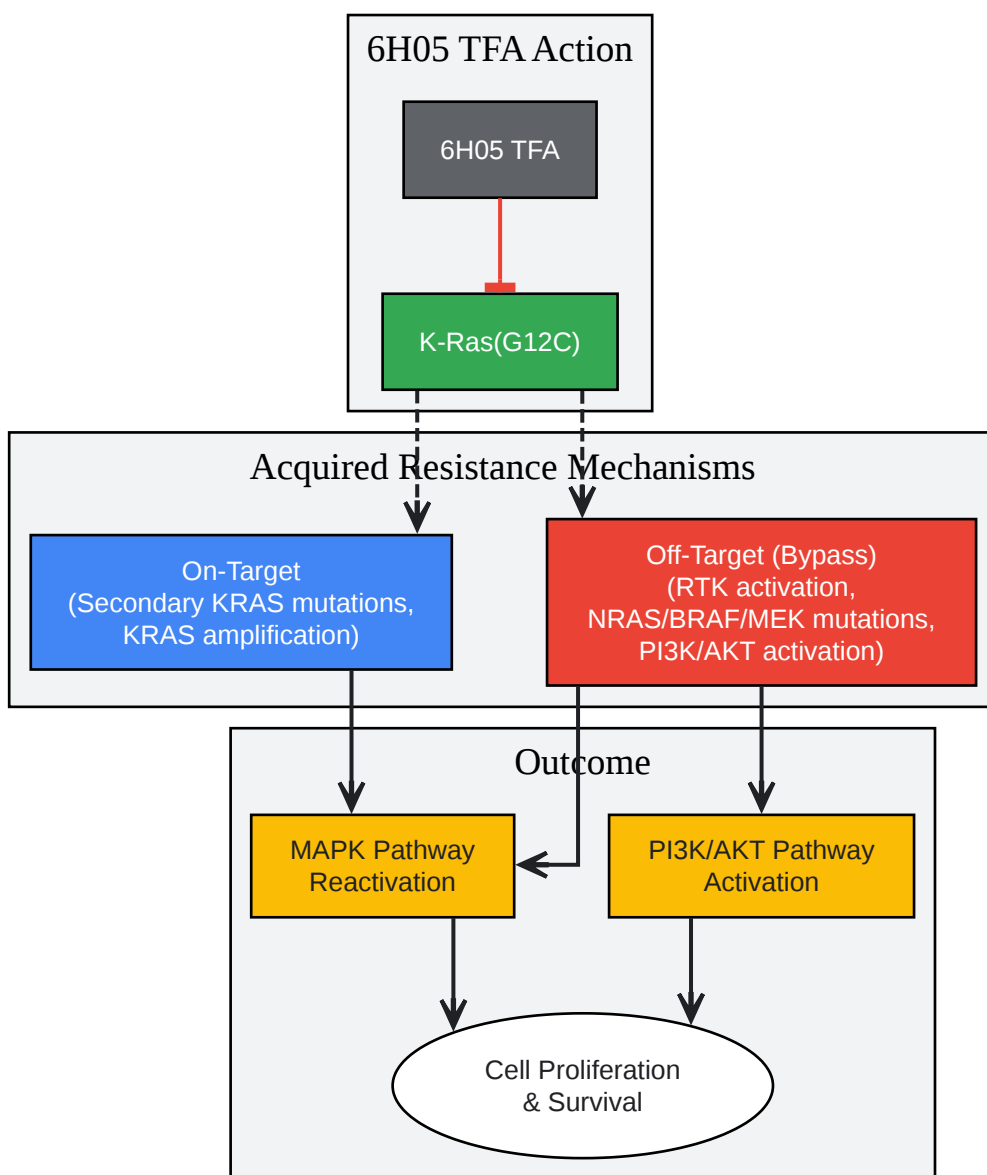 6H05 TFA Action
6H05 TFA
K-Ras(G12C)
Acquired Resistance Mechanisms
On-Target
(Secondary KRAS mutations,
KRAS amplification)
Off-Target (Bypass)
(RTK activation,
NRAS/BRAF/MEK mutations,
PI3K/AKT activation)
Outcome
MAPK Pathway
Reactivation
PI3K/AKT Pathway
Activation
Cell Proliferation
& Survival